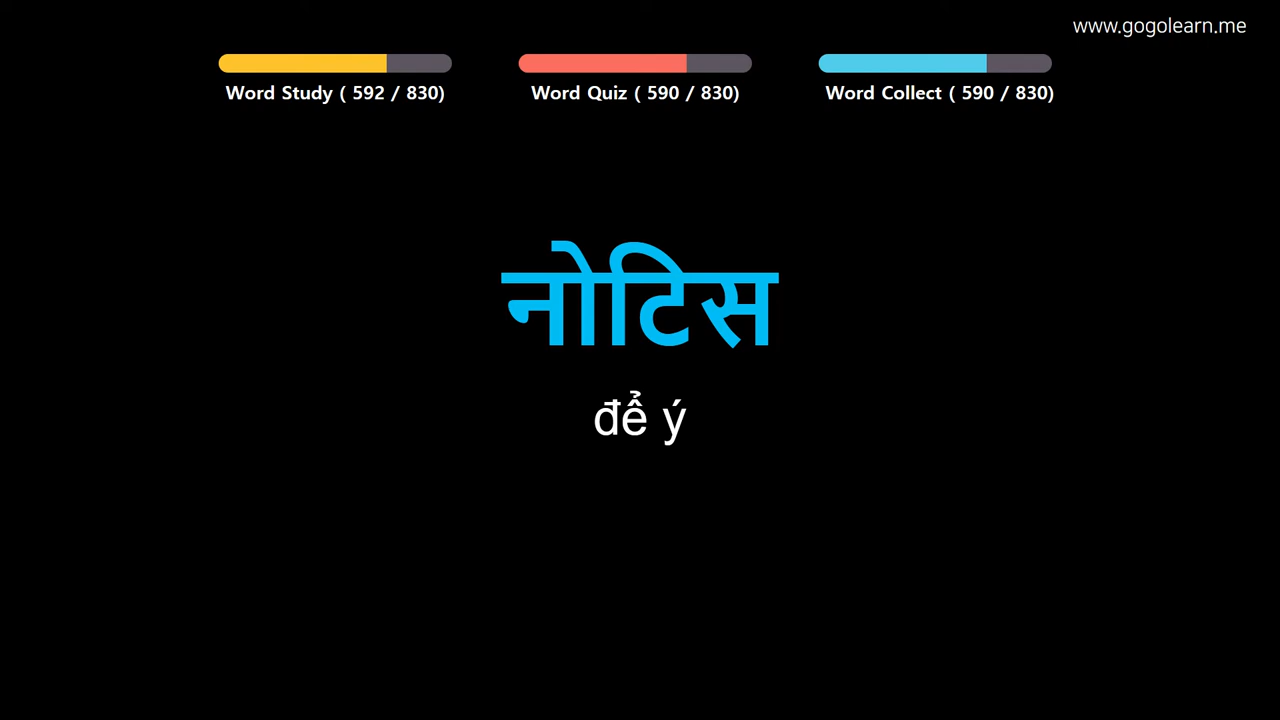 www.gogolearn.me
Word Study ( 592 / 830)
Word Quiz ( 590 / 830)
Word Collect ( 590 / 830)
नोटिस
để ý